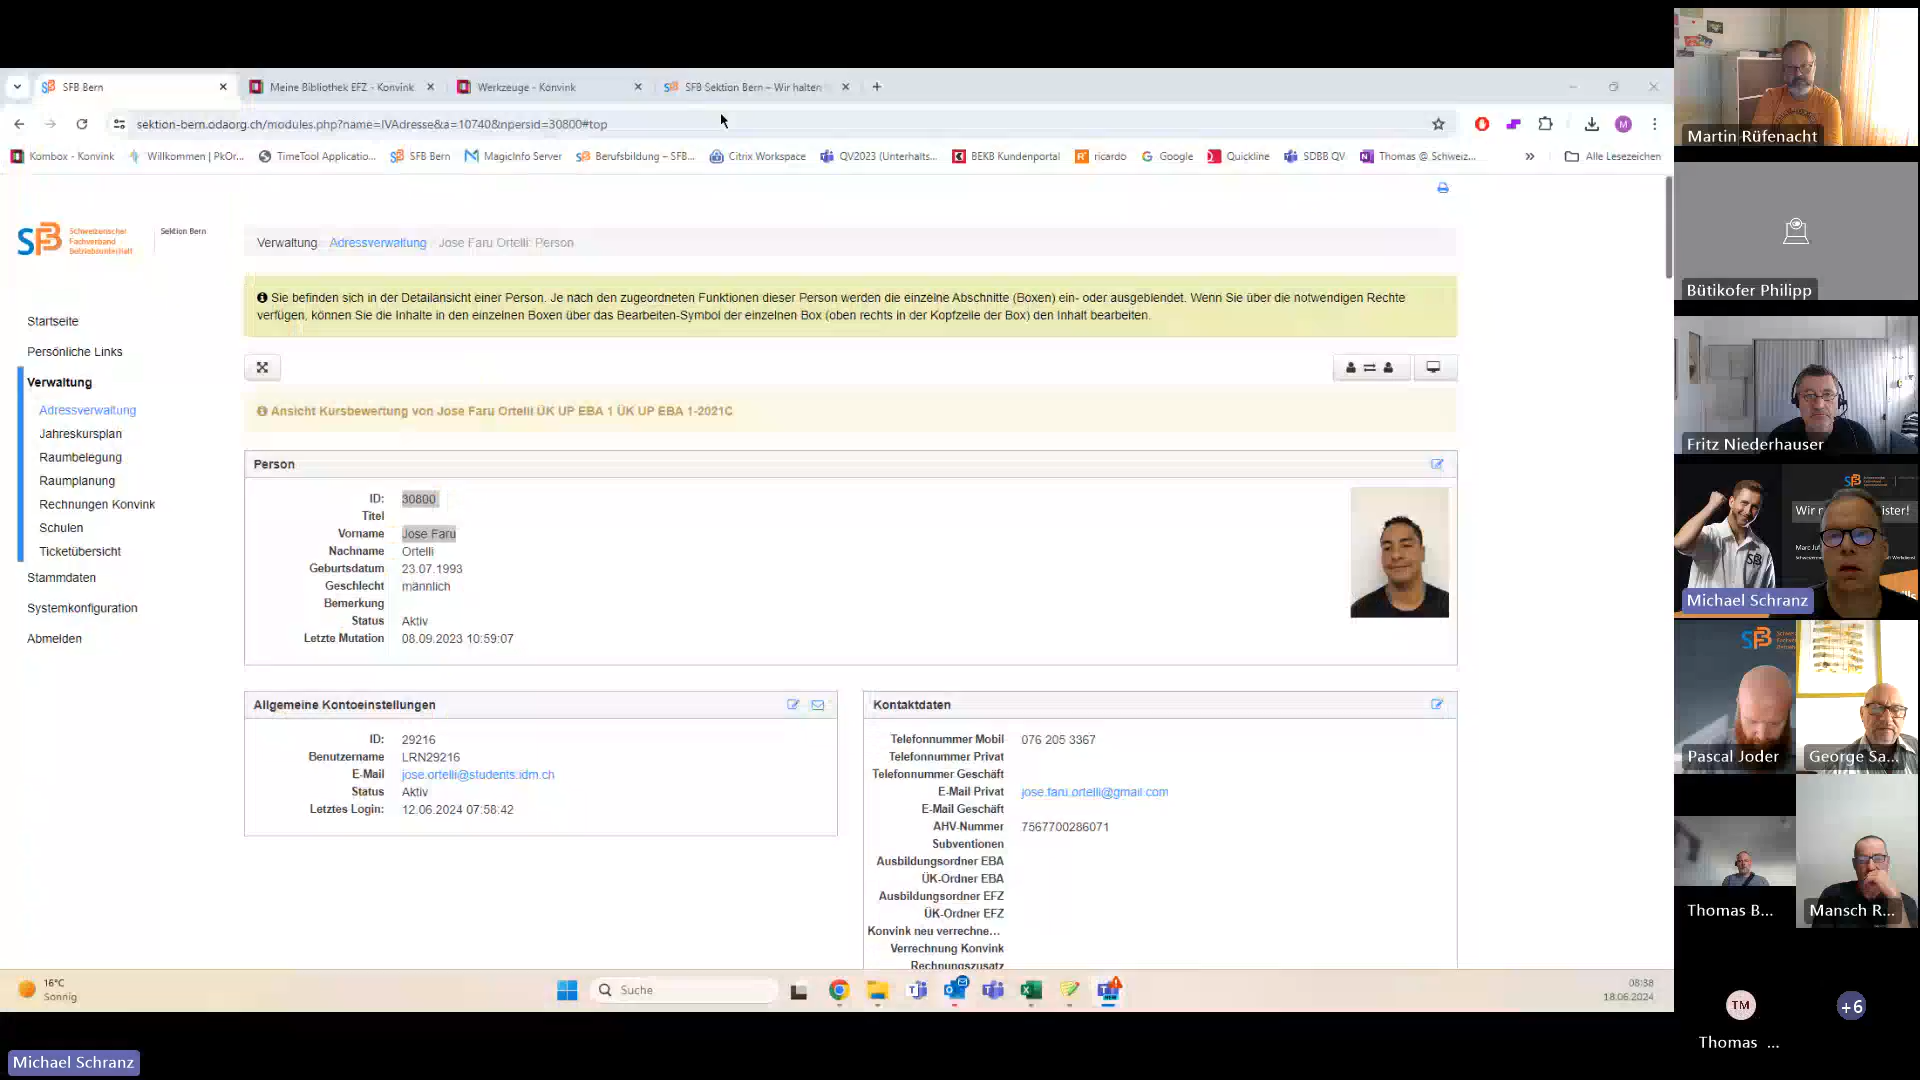 SFB Bern
Meine Bibliothek EFZ - Konvink
Werkzeuge - Konvink
SFB Sektion Bern – Wir halten
sektion-bern.odaorg.ch/modules.php?name=IVAdresse&a=10740&npersid=30800#top
M
Kombox - Konvink
Willkommen | PkOr...
TimeTool Applicatio...
SFB Bern
MagicInfo Server
Berufsbildung – SFB...
Citrix Workspace
QV2023 (Unterhalts...
BEKB Kundenportal
ricardo
Google
Quickline
SDBB QV
Thomas @ Schweiz...
Alle Lesezeichen
SFB
Schweizerischer
Fachverband
Betriebsunterhalt
Sektion Bern
Startseite
Persönliche Links
Verwaltung
Adressverwaltung
Jahreskursplan
Raumbelegung
Raumplanung
Rechnungen Konvink
Schulen
Ticketübersicht
Stammdaten
Systemkonfiguration
Abmelden
Verwaltung Adressverwaltung Jose Faru Ortelli: Person
Sie befinden sich in der Detailansicht einer Person. Je nach den zugeordneten Funktionen dieser Person werden die einzelne Abschnitte (Boxen) ein- oder ausgeblendet. Wenn Sie über die notwendigen Rechte
verfügen, können Sie die Inhalte in den einzelnen Boxen über das Bearbeiten-Symbol der einzelnen Box (oben rechts in der Kopfzeile der Box) den Inhalt bearbeiten.
Ansicht Kursbewertung von Jose Faru Ortelli ÜK UP EBA 1 ÜK UP EBA 1-2021C
Person
ID: 30800
Titel
Vorname Jose Faru
Nachname Ortelli
Geburtsdatum 23.07.1993
Geschlecht männlich
Bemerkung
Status Aktiv
Letzte Mutation 08.09.2023 10:59:07
Allgemeine Kontoeinstellungen
ID: 29216
Benutzername LRN29216
E-Mail jose.ortelli@students.idm.ch
Status Aktiv
Letztes Login: 12.06.2024 07:58:42
Kontaktdaten
Telefonnummer Mobil 076 205 3367
Telefonnummer Privat
Telefonnummer Geschäft
E-Mail Privat jose.faru.ortelli@gmail.com
E-Mail Geschäft
AHV-Nummer 7567700286071
Subventionen
Ausbildungsordner EBA
ÜK-Ordner EBA
Ausbildungsordner EFZ
ÜK-Ordner EFZ
Konvink neu verrechne...
Verrechnung Konvink
Rechnungszusatz
16°C
Sonnig
Suche
08:38
18.06.2024
Michael Schranz
Martin Rüfenacht
Bütikofer Philipp
Fritz Niederhauser
Michael Schranz
Pascal Joder
George Sa...
Thomas B...
Mansch R...
TM
Thomas ...
+6